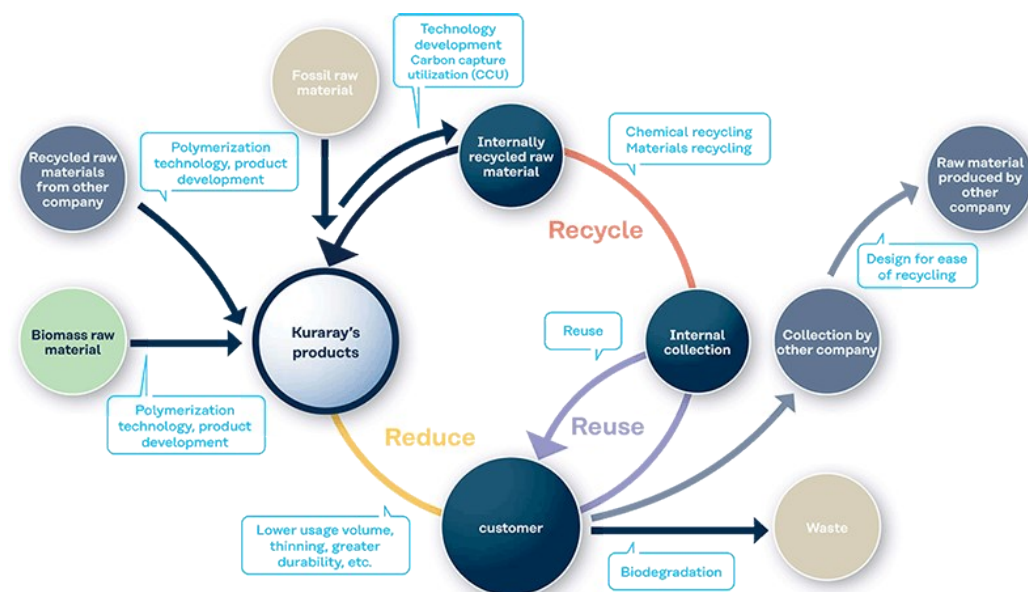 Technology
development
Carbon capture
utilization (CCU)
Fossil raw
material
Polymerization
technology, product
development
Recycled raw
materials
from other
company
Internally
recycled raw
material
Chemical recycling
Materials recycling
Raw material
produced by
other
company
Recycle
Design for ease
of recycling
Biomass raw
material
Kuraray's
products
Reuse
Internal
collection
Collection by
other company
Polymerization
technology, product
development
Reduce
Reuse
Lower usage volume,
thinning, greater
durability, etc.
customer
Waste
Biodegradation